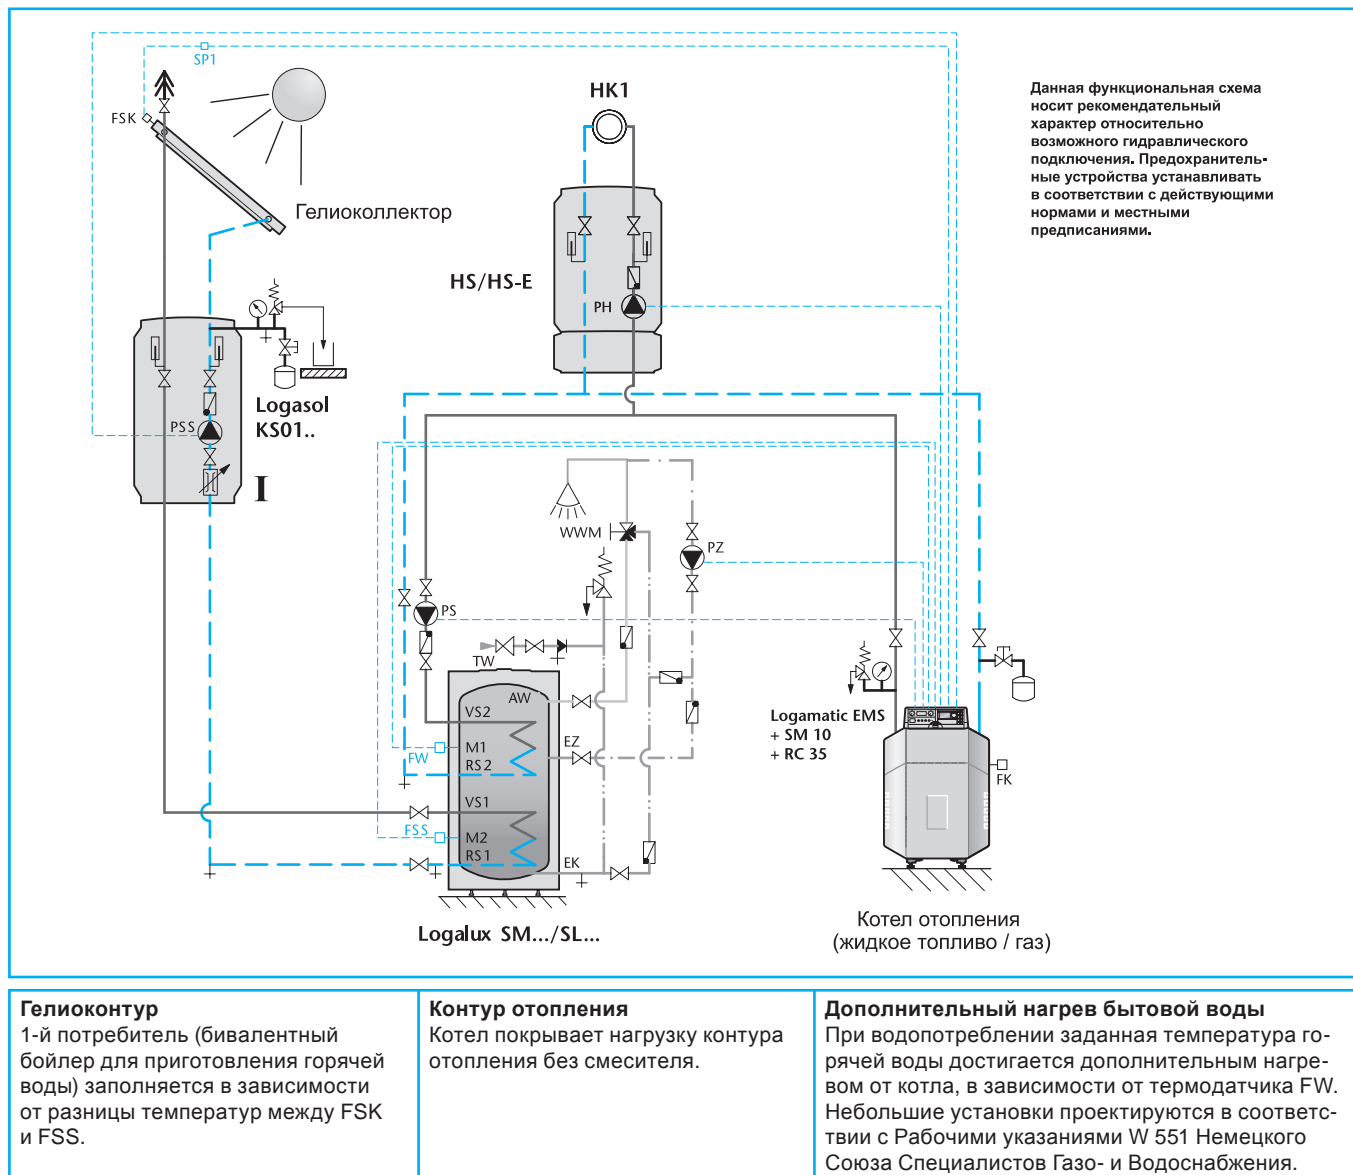 SP1
FSK
Гелиоколлектор
HK1
Данная функциональная схема
носит рекомендательный
характер относительно
возможного гидравлического
подключения. Предохранитель-
ные устройства устанавливать
в соответствии с действующими
нормами и местными
предписаниями.
HS/HS-E
PH
Logasol
KS01..
PSS
I
WWM
PZ
PS
TW
AW
VS2
M1
FW
RS2
EZ
VS1
FSS
M2
RS1
EK
Logamatic EMS
+ SM 10
+ RC 35
FK
Logalux SM.../SL...
Котел отопления
(жидкое топливо / газ)
Гелиоконтур
1-й потребитель (бивалентный
бойлер для приготовления горячей
воды) заполняется в зависимости
от разницы температур между FSK
и FSS.
Контур отопления
Котел покрывает нагрузку контура
отопления без смесителя.
Дополнительный нагрев бытовой воды
При водопотреблении заданная температура го-
рячей воды достигается дополнительным нагре-
вом от котла, в зависимости от термодатчика FW.
Небольшие установки проектируются в соответс-
твии с Рабочими указаниями W 551 Немецкого
Союза Специалистов Газо- и Водоснабжения.